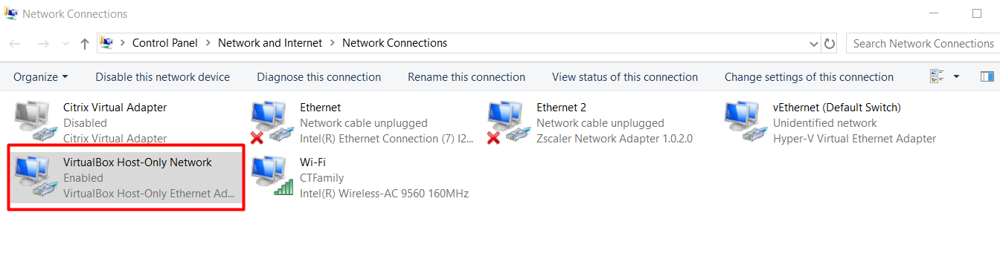 Network Connections
Control Panel Network and Internet Network Connections
Search Network Connections
Organize Disable this network device Diagnose this connection Rename this connection View status of this connection Change settings of this connection
Citrix Virtual Adapter
Disabled
Citrix Virtual Adapter
Ethernet
Network cable unplugged
Intel(R) Ethernet Connection (7) I2...
Ethernet 2
Network cable unplugged
Zscaler Network Adapter 1.0.2.0
vEthernet (Default Switch)
Unidentified network
Hyper-V Virtual Ethernet Adapter
VirtualBox Host-Only Network
Enabled
VirtualBox Host-Only Ethernet Ad...
Wi-Fi
CTFamily
Intel(R) Wireless-AC 9560 160MHz